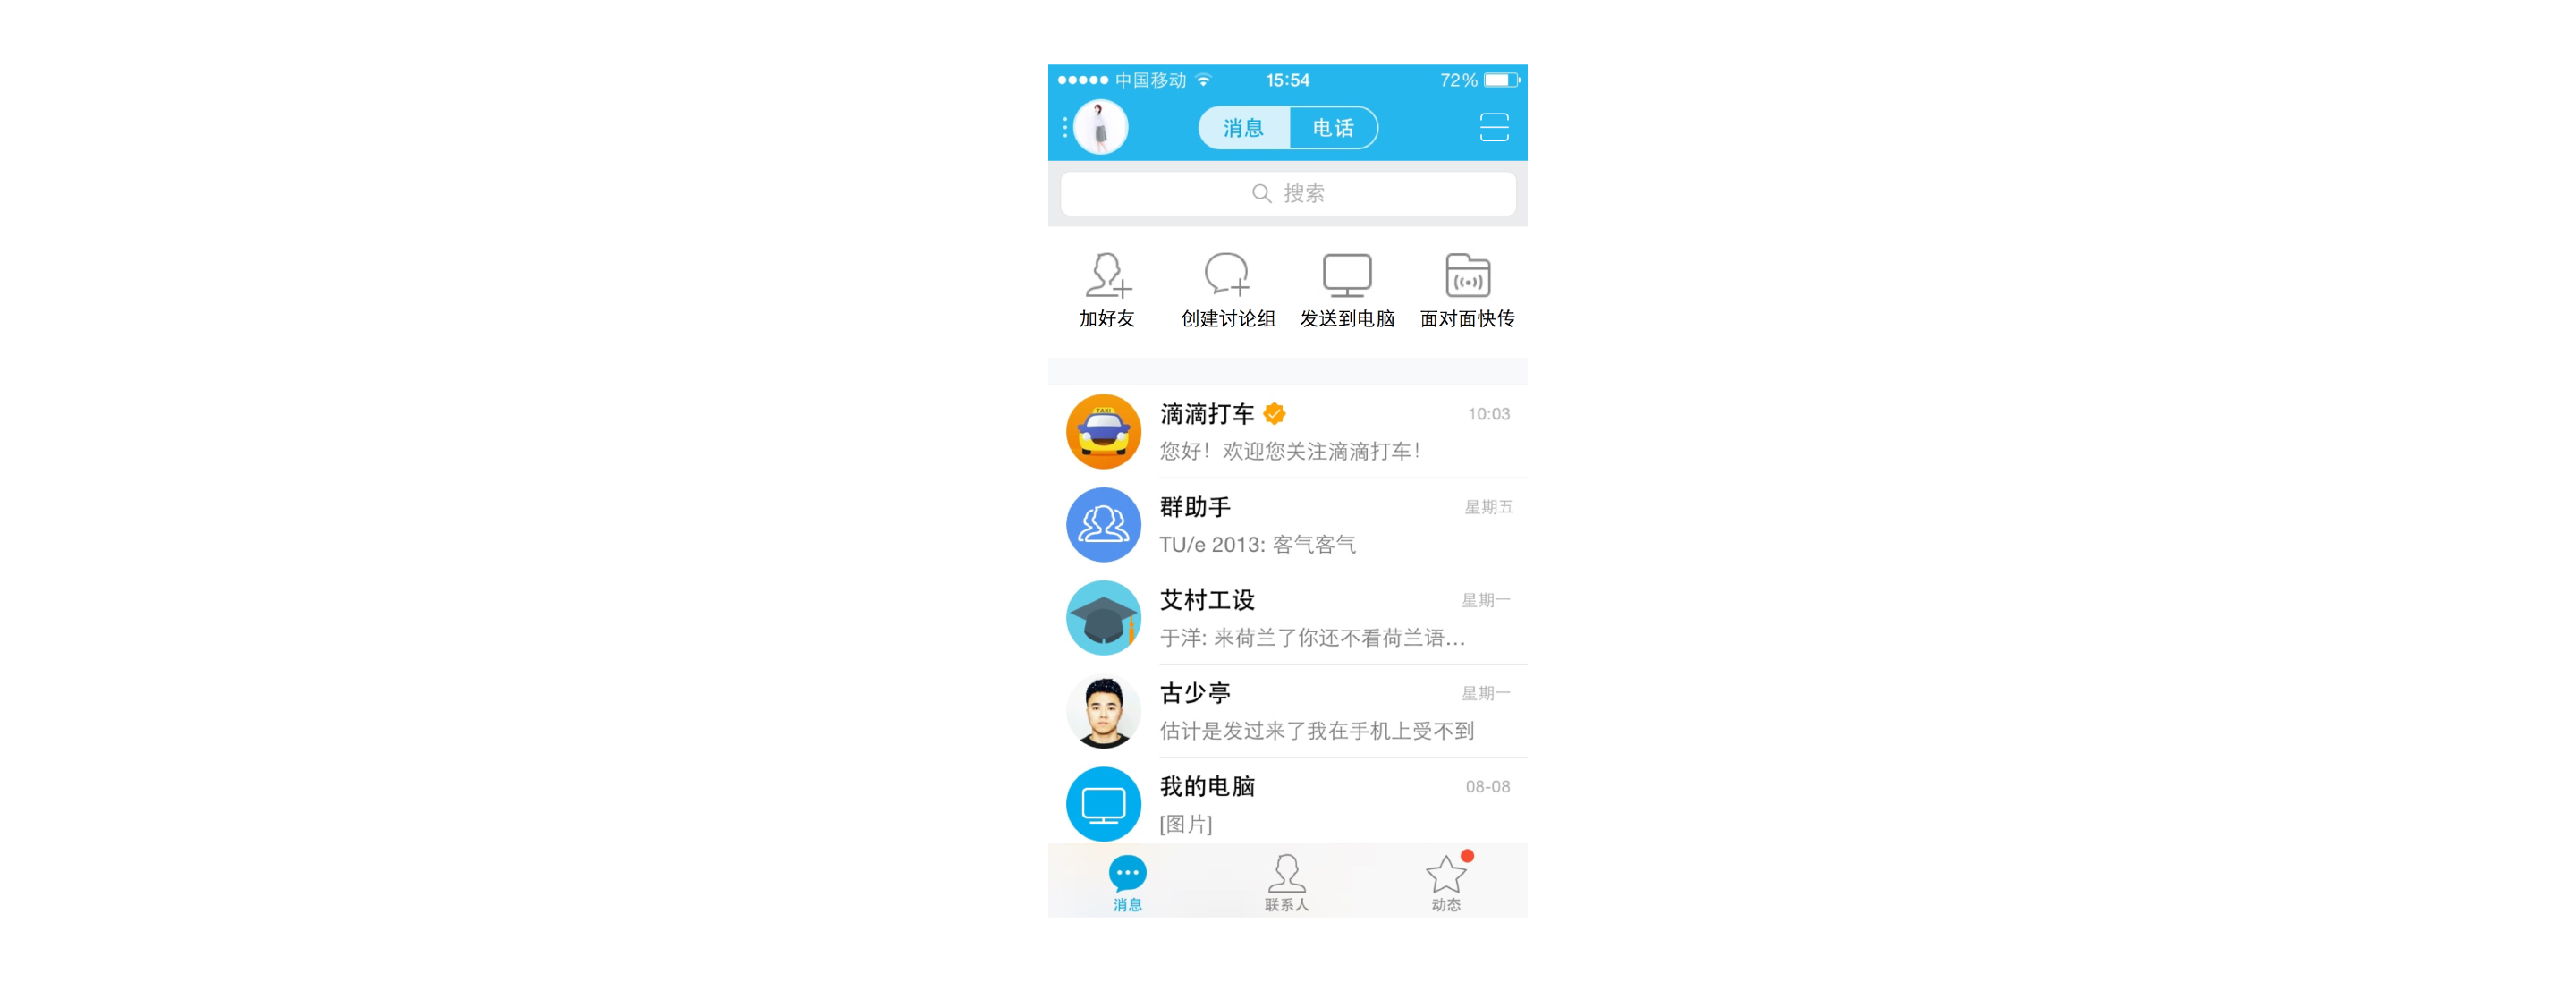 中国移动 15:54 72%
消息 电话
搜索
加好友 创建讨论组 发送到电脑 面对面快传
TAXI
滴滴打车 10:03
您好！欢迎您关注滴滴打车！
群助手 星期五
TU/e 2013: 客气客气
艾村工设 星期一
于洋: 来荷兰了你还不看荷兰语...
古少亭 星期一
估计是发过来了我在手机上受不到
我的电脑 08-08
[图片]
消息 联系人 动态